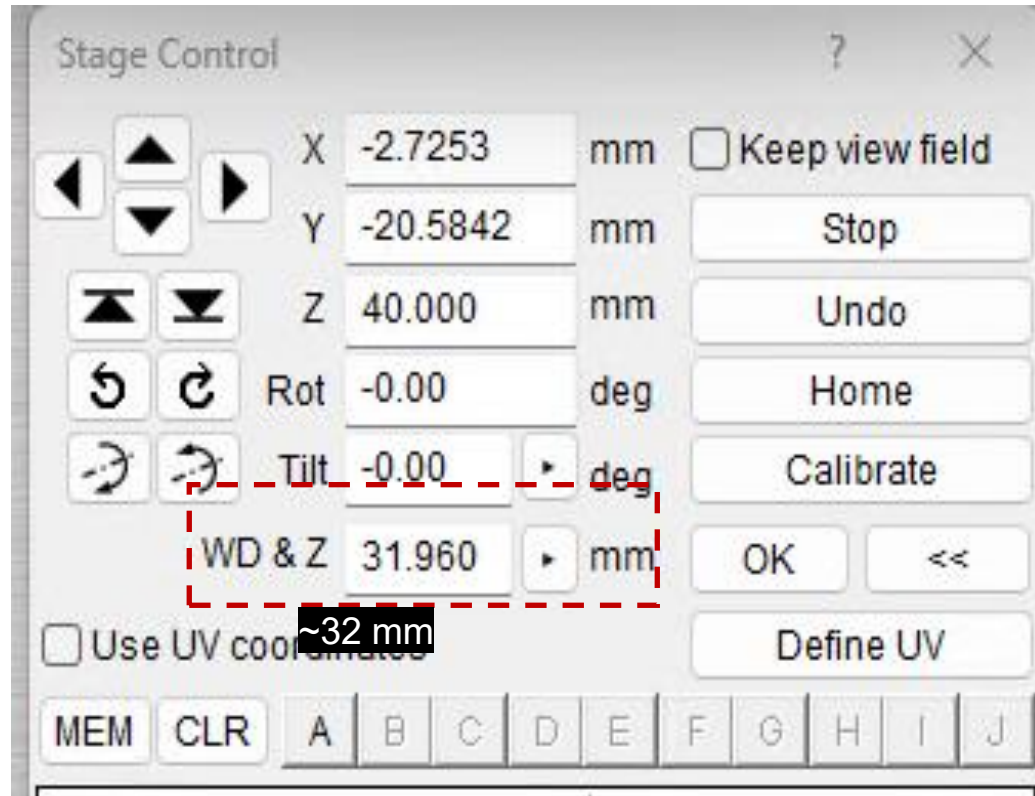 Stage Control ? ×
X -2.7253 mm Keep view field
Y -20.5842 mm Stop
Z 40.000 mm Undo
Rot -0.00 deg Home
Tilt -0.00 deg Calibrate
WD & Z 31.960 mm OK <<
~32 mm
Use UV coordinates Define UV
MEM CLR A B C D E F G H I J